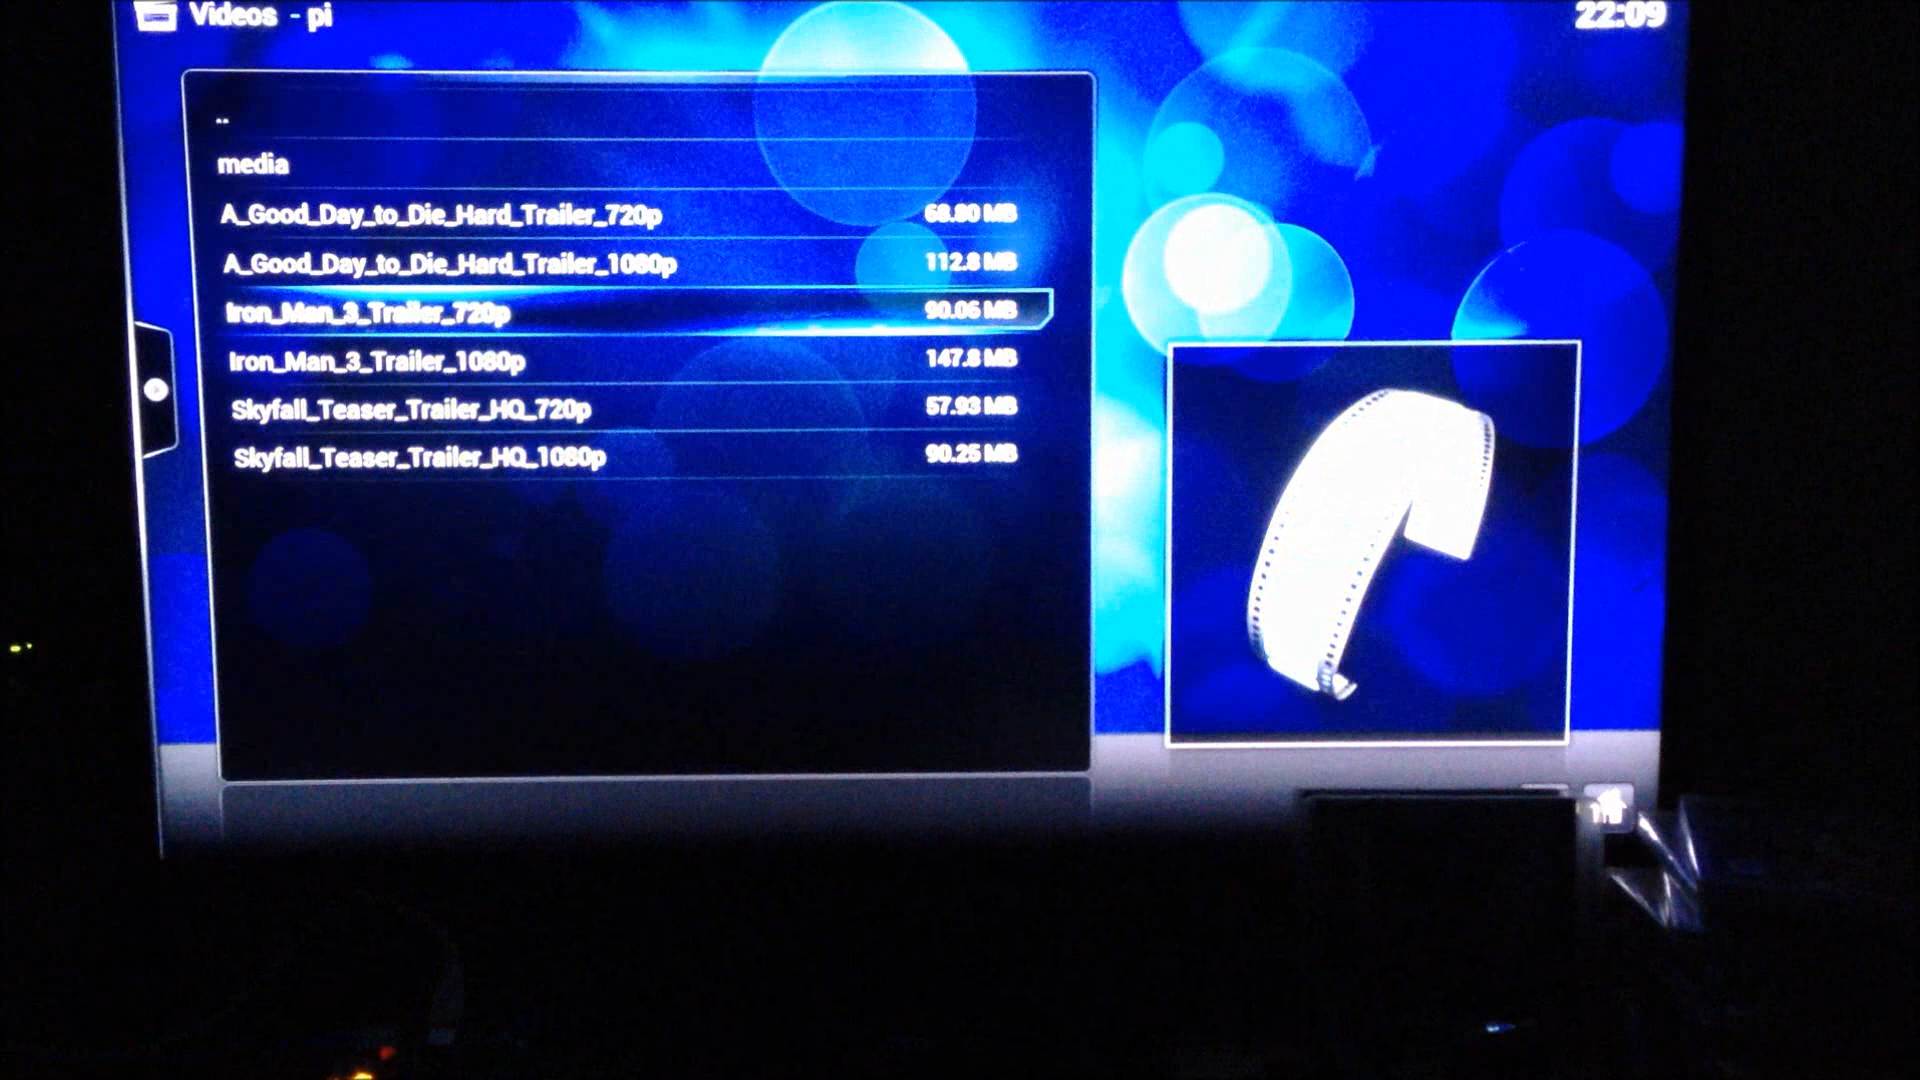 Videos - pi
22:09
..
media
A_Good_Day_to_Die_Hard_Trailer_720p 68.80 MB
A_Good_Day_to_Die_Hard_Trailer_1080p 112.8 MB
Iron_Man_3_Trailer_720p 90.06 MB
Iron_Man_3_Trailer_1080p 147.8 MB
Skyfall_Teaser_Trailer_HQ_720p 57.93 MB
Skyfall_Teaser_Trailer_HQ_1080p 90.25 MB